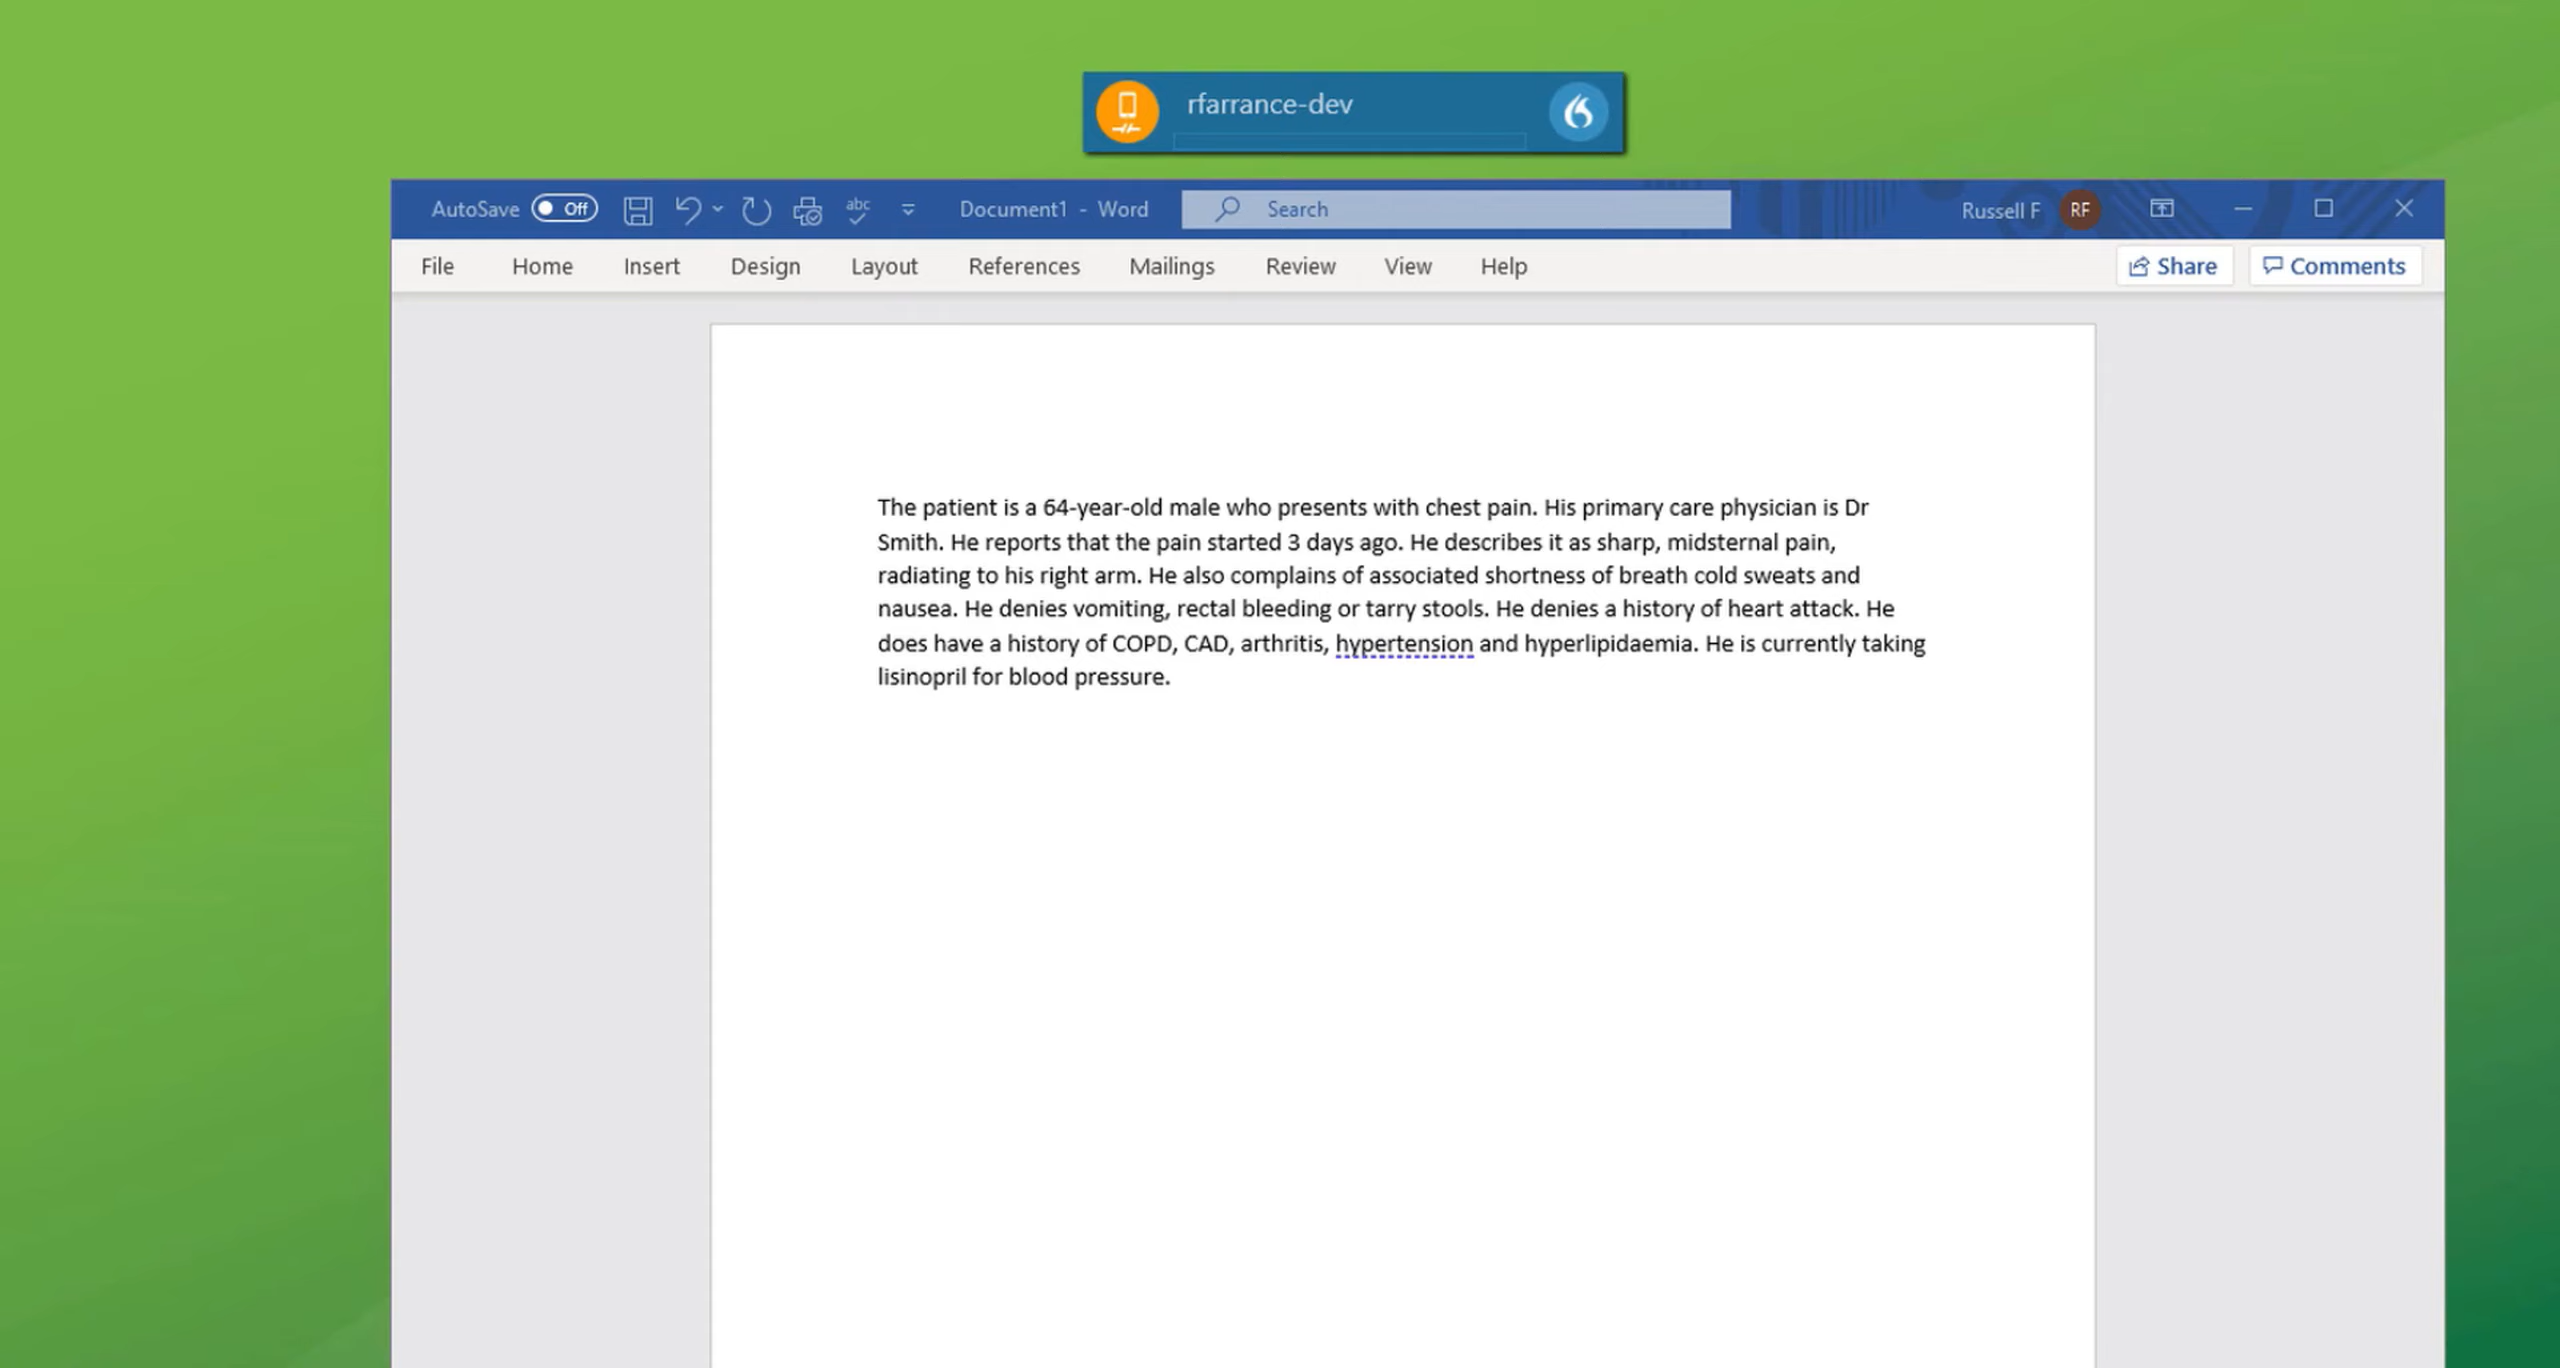 rfarrance-dev
AutoSave Off abc Document1 - Word Search Russell F RF
File Home Insert Design Layout References Mailings Review View Help Share Comments
The patient is a 64-year-old male who presents with chest pain. His primary care physician is Dr
Smith. He reports that the pain started 3 days ago. He describes it as sharp, midsternal pain,
radiating to his right arm. He also complains of associated shortness of breath cold sweats and
nausea. He denies vomiting, rectal bleeding or tarry stools. He denies a history of heart attack. He
does have a history of COPD, CAD, arthritis, hypertension and hyperlipidaemia. He is currently taking
lisinopril for blood pressure.